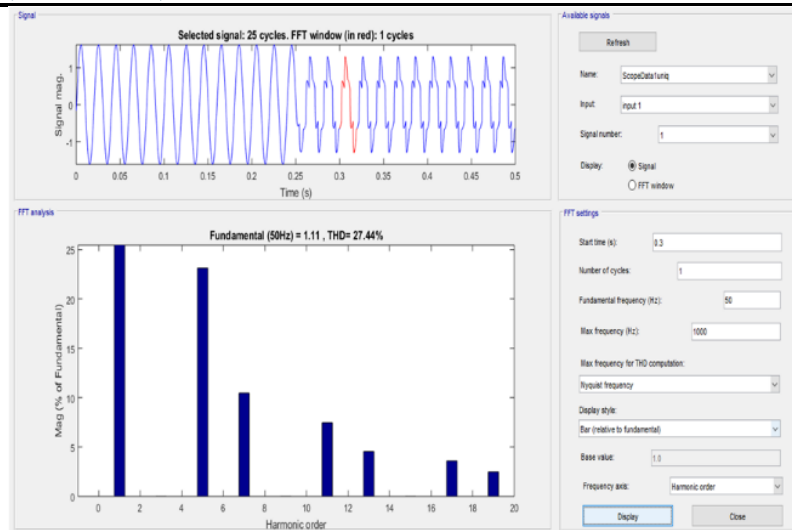 Signal
Selected signal: 25 cycles. FFT window (in red): 1 cycles
Signal mag.
1
0
-1
0
0.05
0.1
0.15
0.2
0.25
0.3
0.35
0.4
0.45
0.5
Time (s)
Available signals
Refresh
Name:
ScopeData1uniq
Input:
input 1
Signal number:
1
Display:
Signal
FFT window
FFT analysis
Fundamental (50Hz) = 1.11 , THD= 27.44%
Mag (% of Fundamental)
25
20
15
10
5
0
0
2
4
6
8
10
12
14
16
18
20
Harmonic order
FFT settings
Start time (s):
0.3
Number of cycles:
1
Fundamental frequency (Hz):
50
Max frequency (Hz):
1000
Max frequency for THD computation:
Nyquist frequency
Display style:
Bar (relative to fundamental)
Base value:
1.0
Frequency axis:
Harmonic order
Display
Close